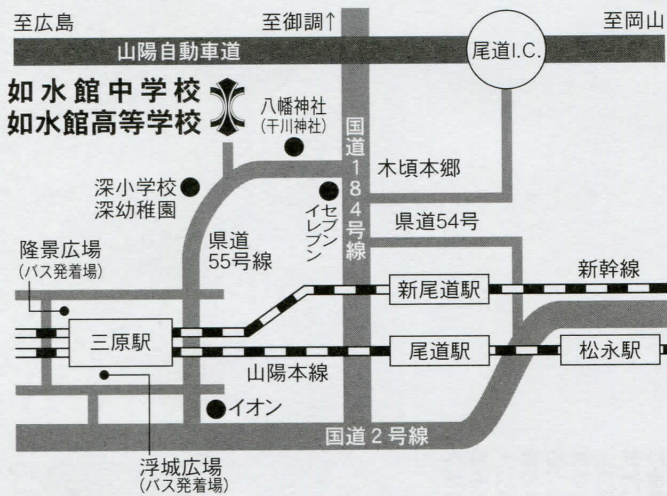 至広島
至御調↑
至岡山
山陽自動車道
尾道I.C.
如水館中学校
如水館高等学校
八幡神社
(干川神社)
国道184号線
木頃本郷
深小学校
深幼稚園
セブン
イレブン
県道54号
県道
55号線
隆景広場
(バス発着場)
新幹線
新尾道駅
三原駅
尾道駅
松永駅
山陽本線
イオン
国道2号線
浮城広場
(バス発着場)